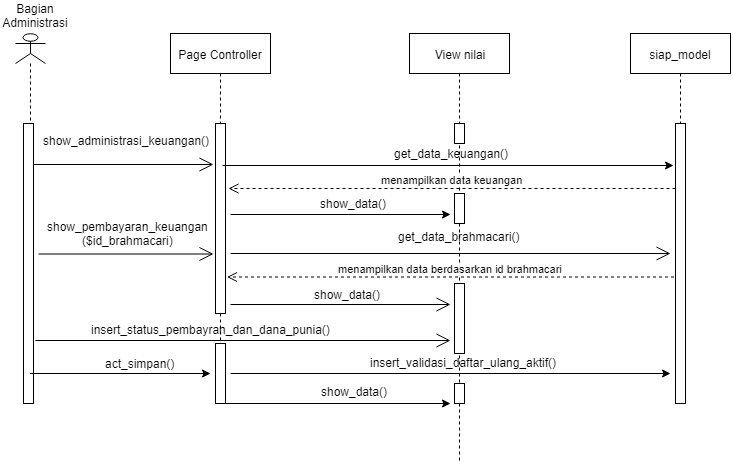 Bagian
Administrasi
Page Controller
View nilai
siap_model
show_administrasi_keuangan()
get_data_keuangan()
menampilkan data keuangan
show_data()
show_pembayaran_keuangan
($id_brahmacari)
get_data_brahmacari()
menampilkan data berdasarkan id brahmacari
show_data()
insert_status_pembayran_dan_dana_punia()
act_simpan()
insert_validasi_daftar_ulang_aktif()
show_data()